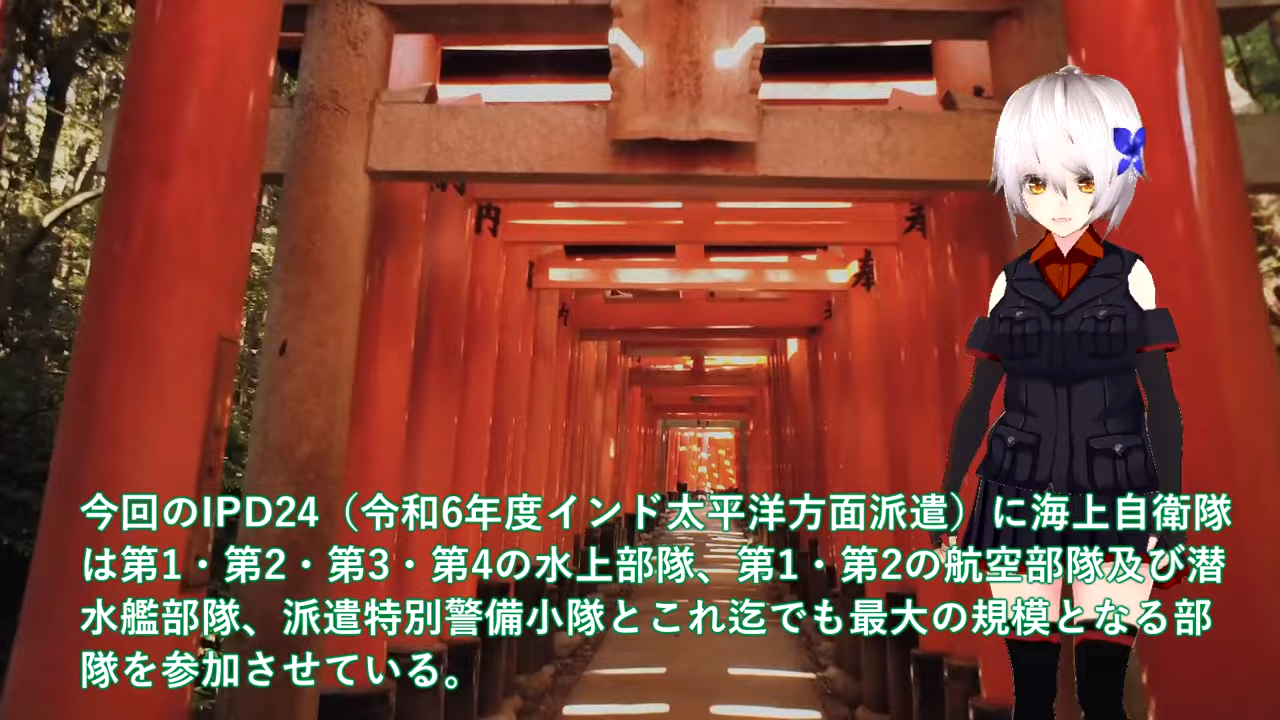 内
寿
奉
今回のIPD24（令和6年度インド太平洋方面派遣）に海上自衛隊
は第1・第2・第3・第4の水上部隊、第1・第2の航空部隊及び潜
水艦部隊、派遣特別警備小隊とこれ迄でも最大の規模となる部
隊を参加させている。